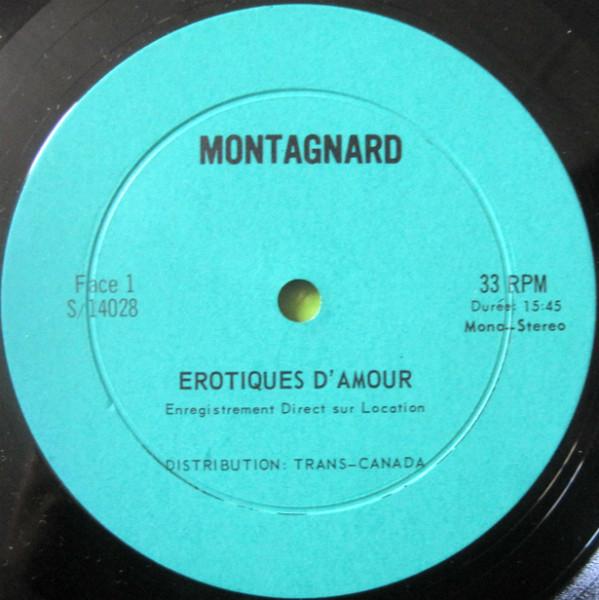 MONTAGNARD
Face 1
S/14028
33 RPM
Durée: 15:45
Mono-Stereo
EROTIQUES D'AMOUR
Enregistrement Direct sur Location
DISTRIBUTION: TRANS-CANADA